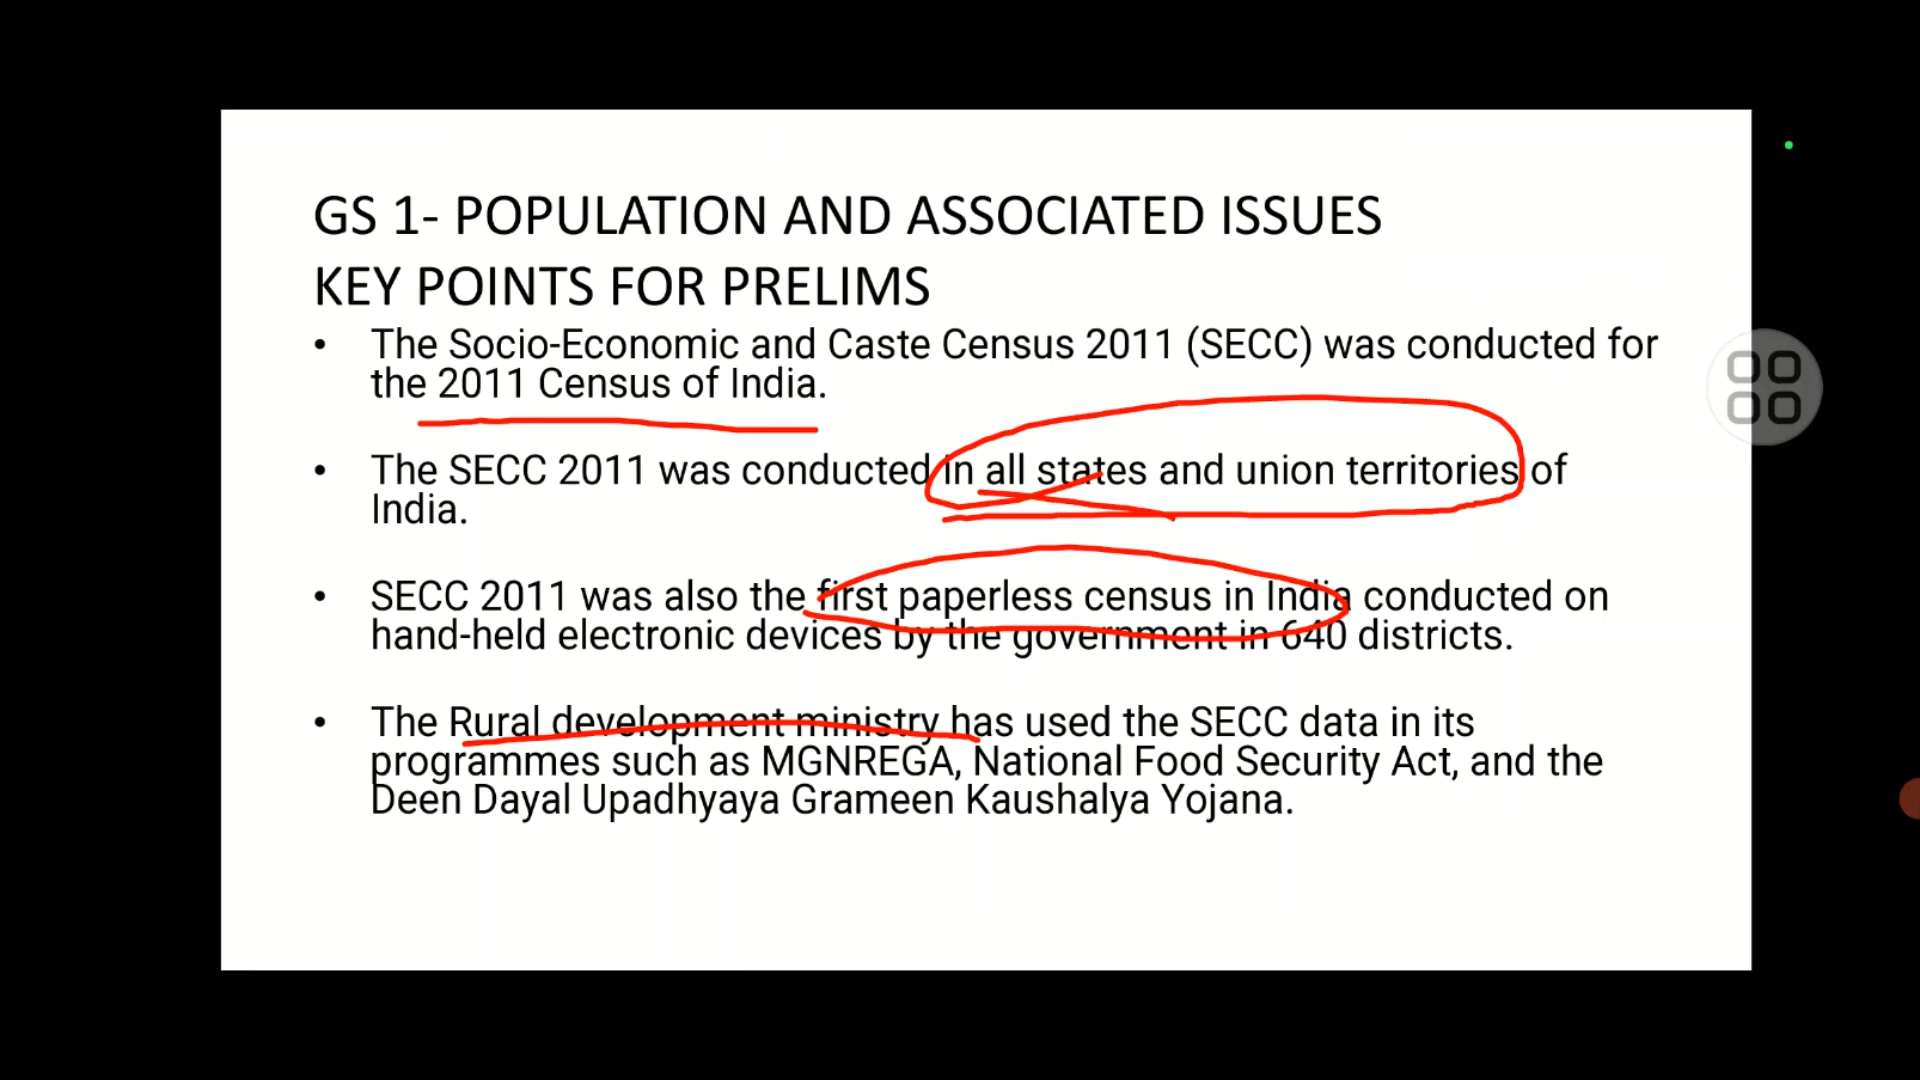 GS 1- POPULATION AND ASSOCIATED ISSUES
KEY POINTS FOR PRELIMS
• The Socio-Economic and Caste Census 2011 (SECC) was conducted for
the 2011 Census of India.
• The SECC 2011 was conducted in all states and union territories of
India.
• SECC 2011 was also the first paperless census in India conducted on
hand-held electronic devices by the government in 640 districts.
• The Rural development ministry has used the SECC data in its
programmes such as MGNREGA, National Food Security Act, and the
Deen Dayal Upadhyaya Grameen Kaushalya Yojana.